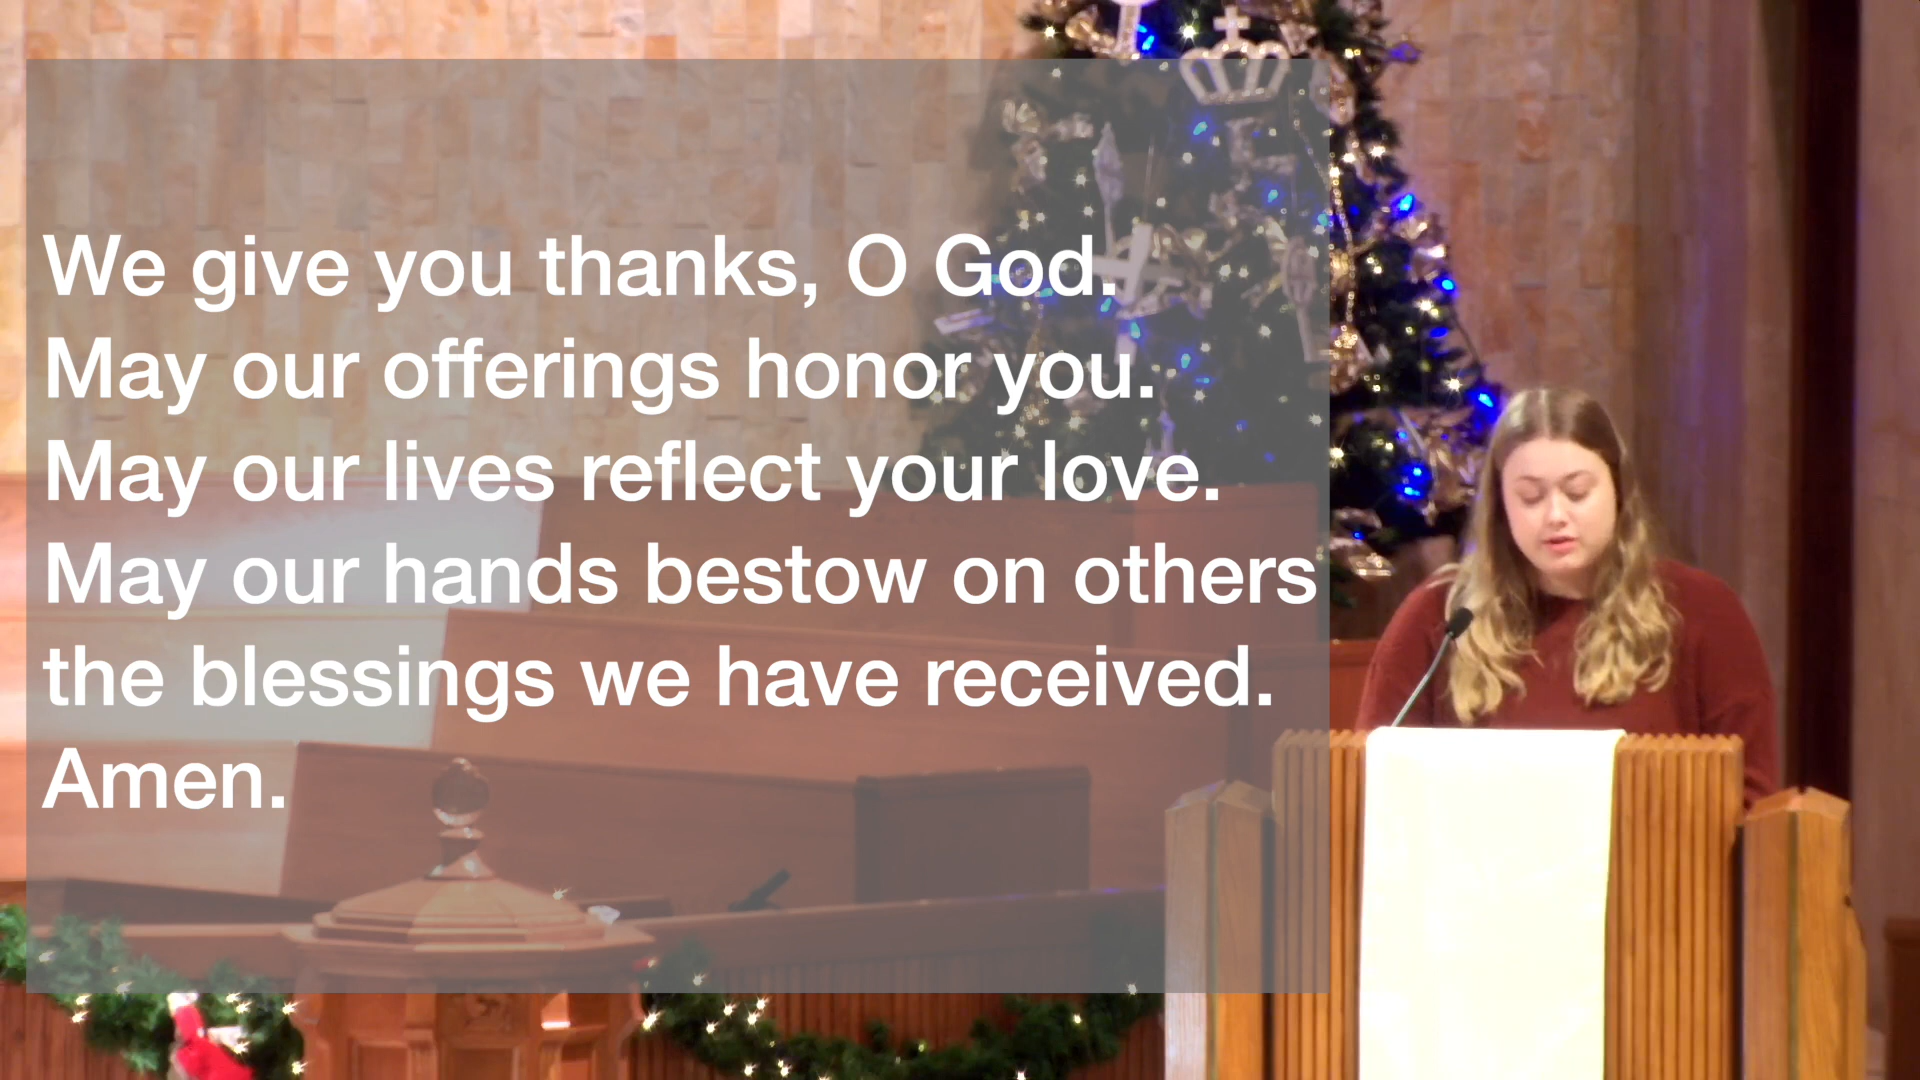 We give you thanks, O God.
May our offerings honor you.
May our lives reflect your love.
May our hands bestow on others
the blessings we have received.
Amen.